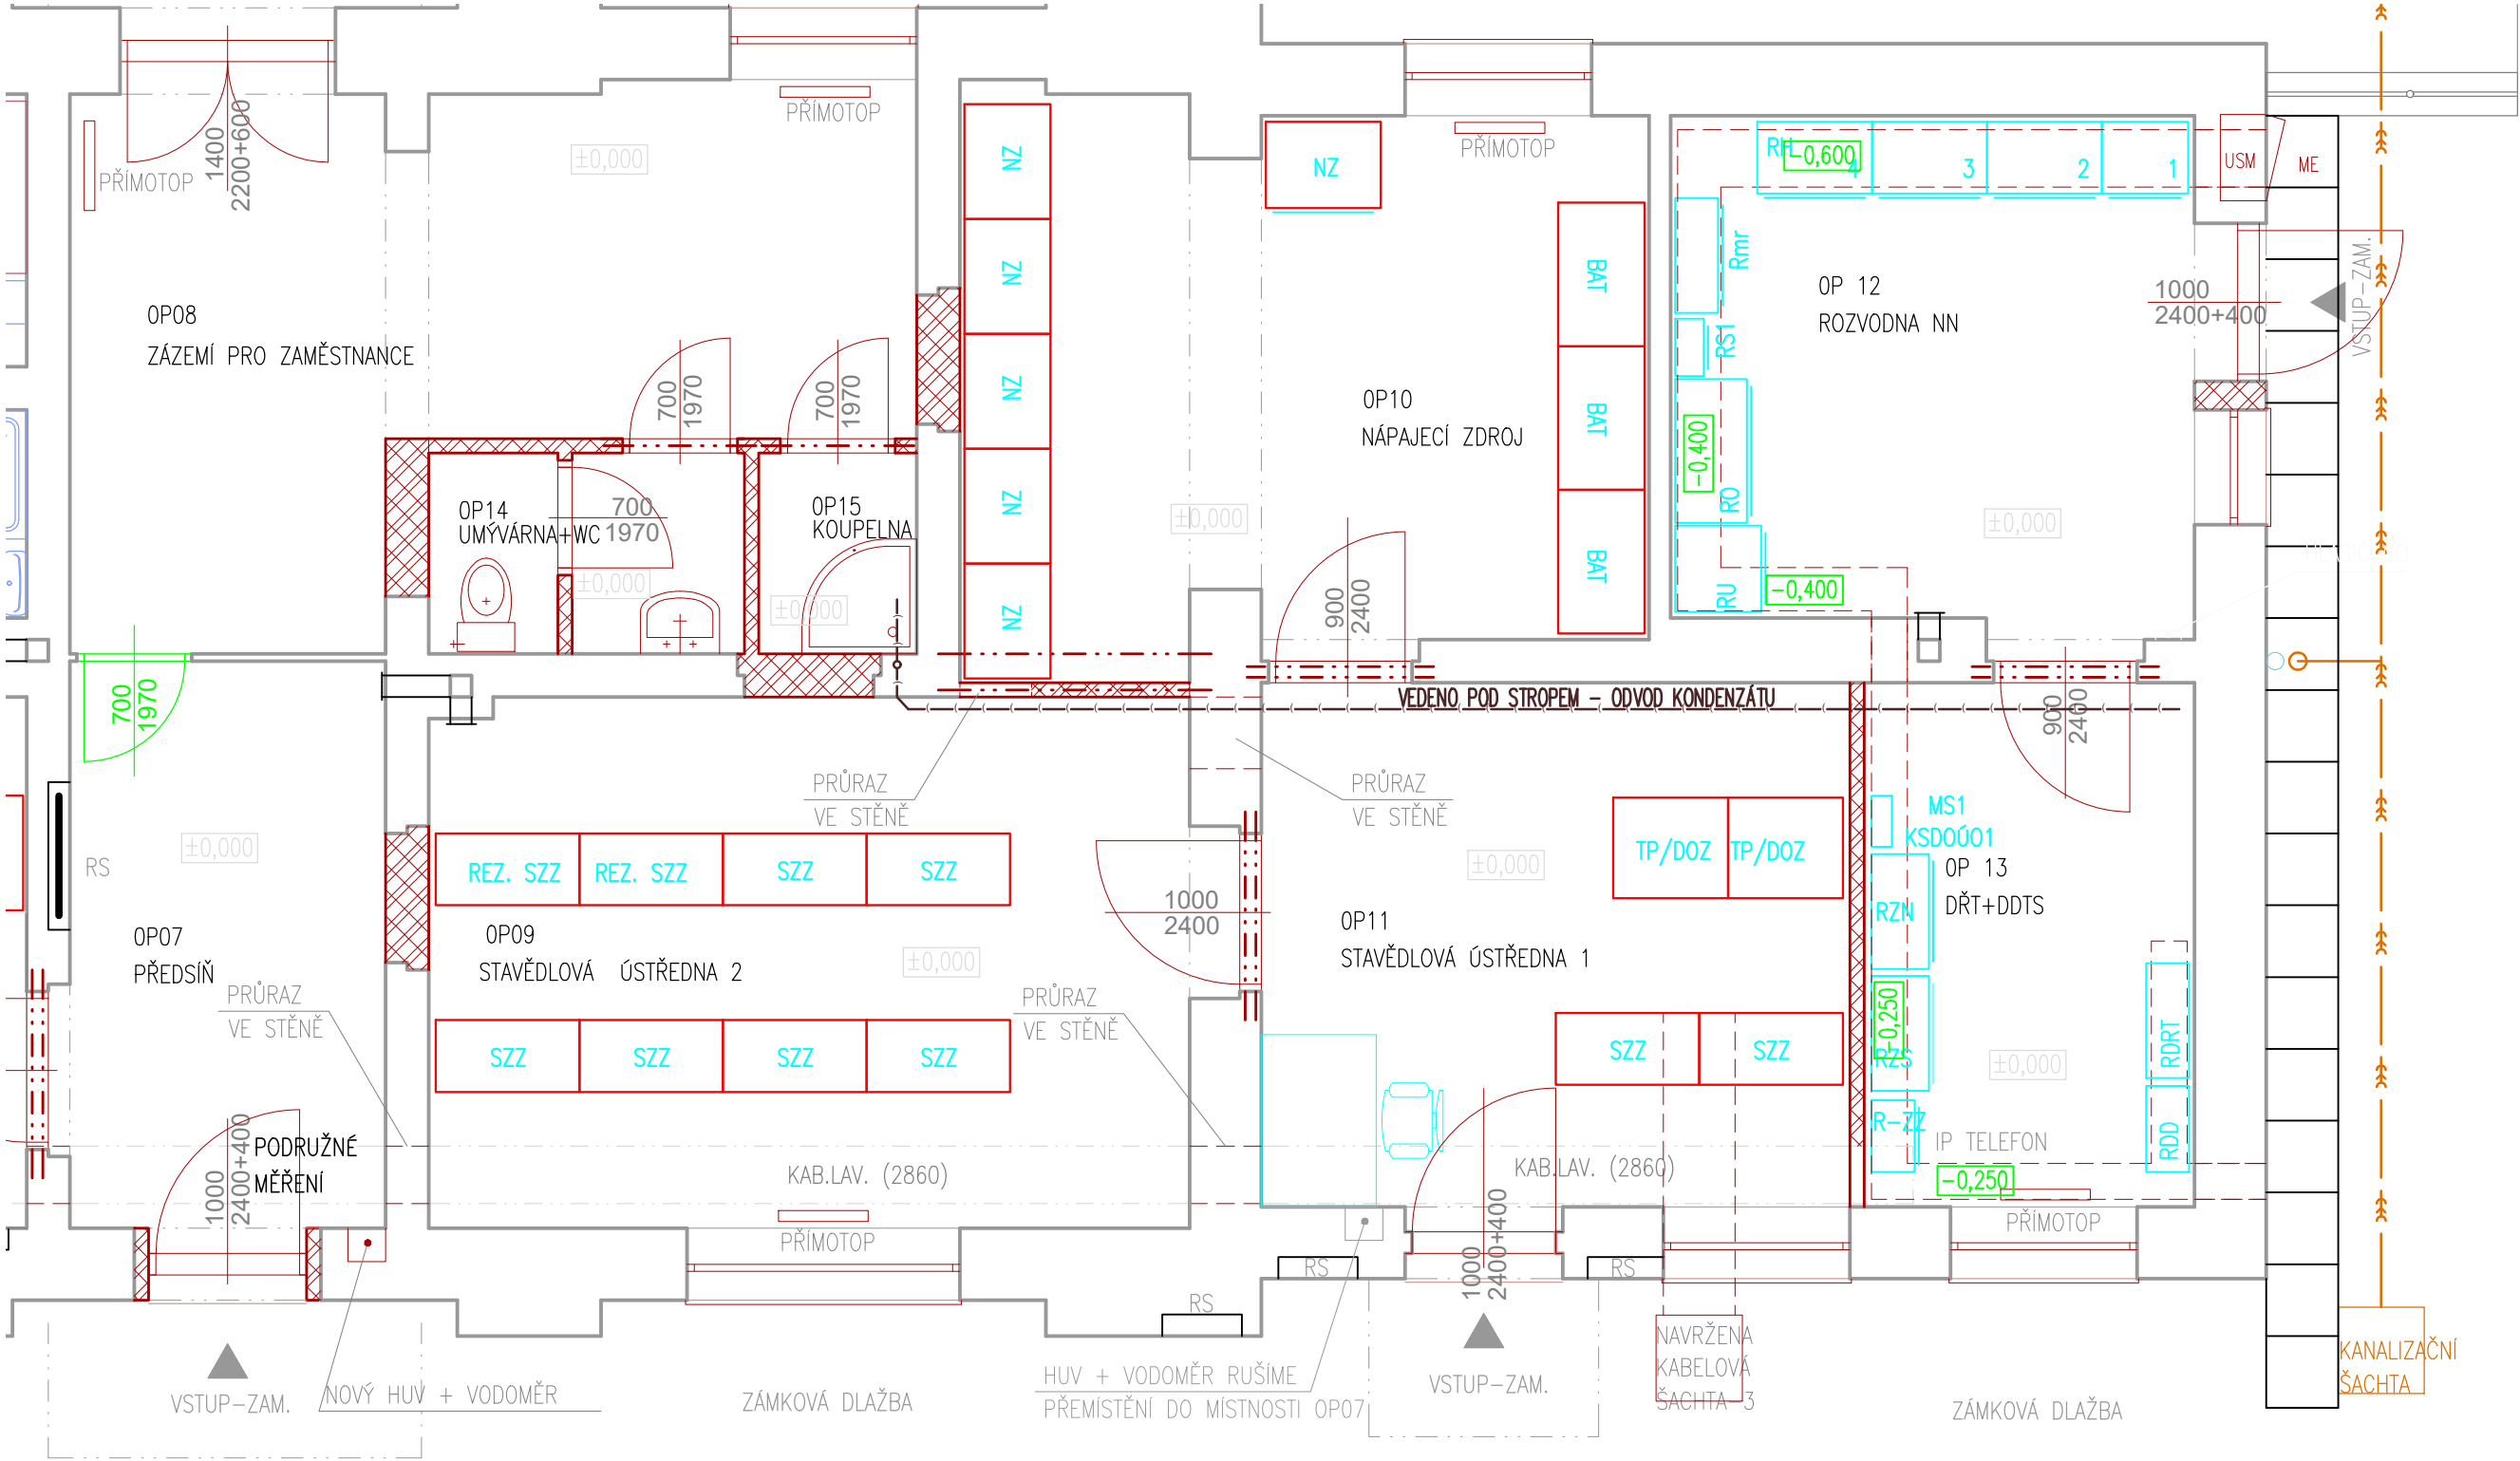 PŘÍMOTOP
1400
2200+600
±0,000
PŘÍMOTOP
0P08
ZÁZEMÍ PRO ZAMĚSTNANCE
700
1970
700
1970
0P14
UMÝVÁRNA+WC
700
1970
±0,000
0P15
KOUPELNA
±0,000
NZ
NZ
NZ
NZ
NZ
NZ
PŘÍMOTOP
BAT
BAT
BAT
0P10
NÁPAJECÍ ZDROJ
±0,000
900
2400
RH
-0,600
4
3
2
1
USM
ME
Rmr
RS1
-0,400
RO
RU
-0,400
0P 12
ROZVODNA NN
±0,000
1000
2400+400
VSTUP-ZAM.
700
1970
VEDENO POD STROPEM - ODVOD KONDENZÁTU
900
2400
PRŮRAZ
VE STĚNĚ
PRŮRAZ
VE STĚNĚ
RS
±0,000
0P07
PŘEDSÍŇ
PRŮRAZ
VE STĚNĚ
REZ. SZZ
REZ. SZZ
SZZ
SZZ
0P09
STAVĚDLOVÁ ÚSTŘEDNA 2
±0,000
SZZ
SZZ
SZZ
SZZ
PRŮRAZ
VE STĚNĚ
1000
2400
±0,000
TP/DOZ
TP/DOZ
0P11
STAVĚDLOVÁ ÚSTŘEDNA 1
SZZ
SZZ
MS1
KSDOÚO1
0P 13
DŘT+DDTS
RZN
-0,250
RZS
R-ZZ
±0,000
RDRT
RDD
IP TELEFON
-0,250
PŘÍMOTOP
1000
2400+400
PODRUŽNÉ
MĚŘENÍ
KAB.LAV. (2860)
PŘÍMOTOP
KAB.LAV. (2860)
1000
2400+400
RS
RS
RS
VSTUP-ZAM.
NOVÝ HUV + VODOMĚR
ZÁMKOVÁ DLAŽBA
HUV + VODOMĚR RUŠÍME
PŘEMÍSTĚNÍ DO MÍSTNOSTI OP07
VSTUP-ZAM.
NAVRŽENA
KABELOVÁ
ŠACHTA-3
ZÁMKOVÁ DLAŽBA
KANALIZAČNÍ
ŠACHTA